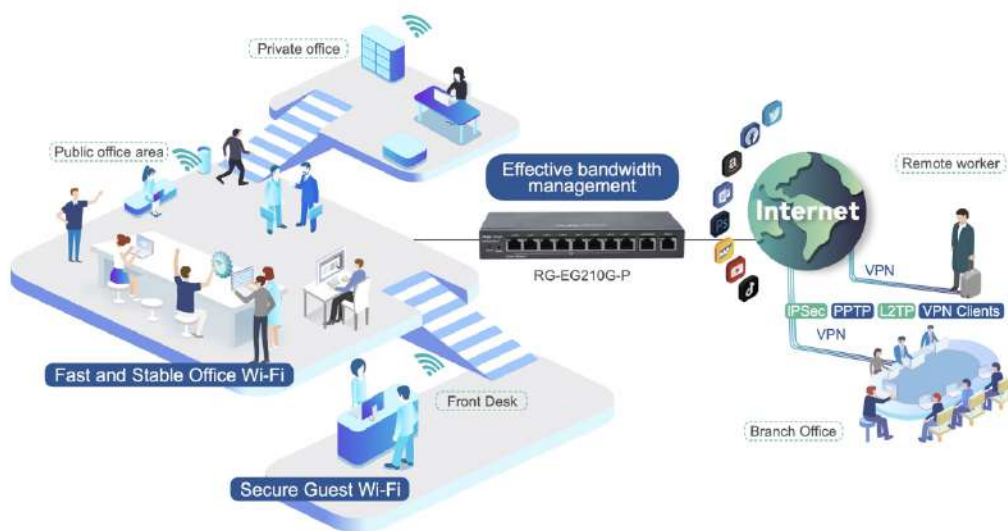 Private office
Public office area
Effective bandwidth
management
RG-EG210G-P
a
Ps
Internet
Remote worker
VPN
IPSec PPTP L2TP VPN Clients
VPN
Fast and Stable Office Wi-Fi
Front Desk
Branch Office
Secure Guest Wi-Fi